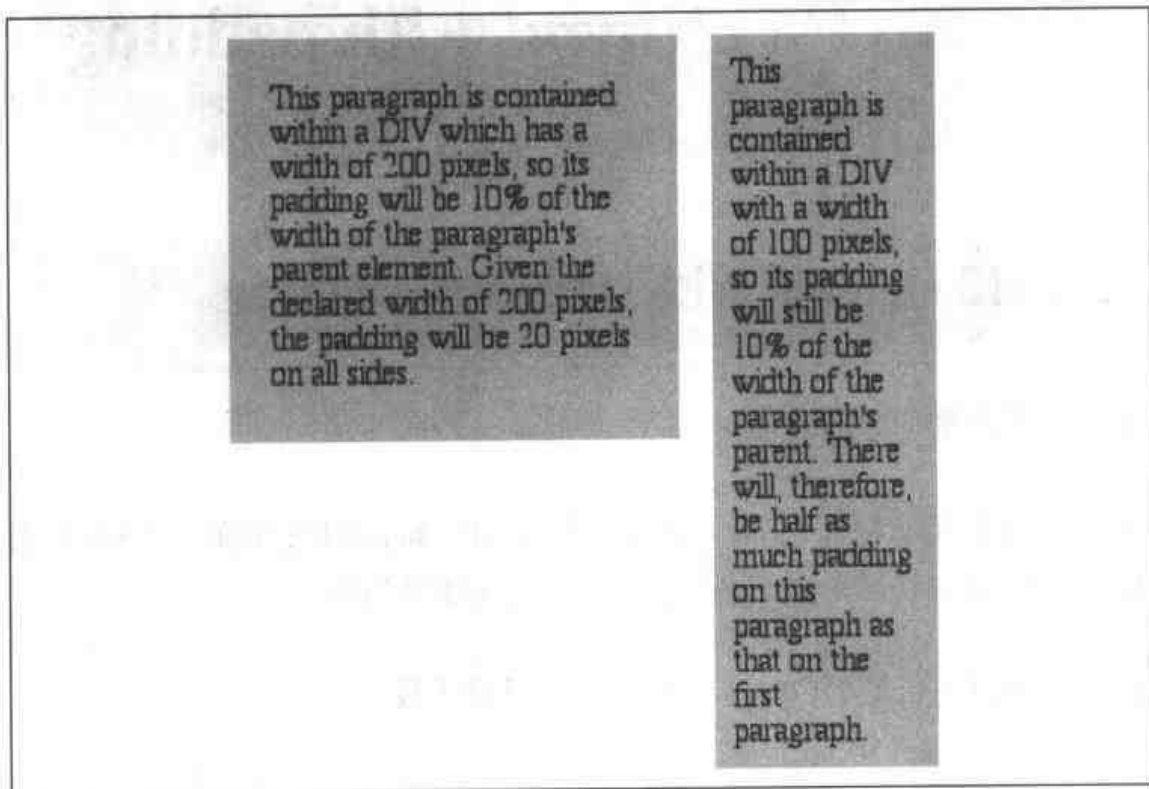 This paragraph is contained
within a DIV which has a
width of 200 pixels, so its
padding will be 10% of the
width of the paragraph's
parent element. Given the
declared width of 200 pixels,
the padding will be 20 pixels
on all sides.
This
paragraph is
contained
within a DIV
with a width
of 100 pixels,
so its padding
will still be
10% of the
width of the
paragraph's
parent. There
will, therefore,
be half as
much padding
on this
paragraph as
that on the
first
paragraph.